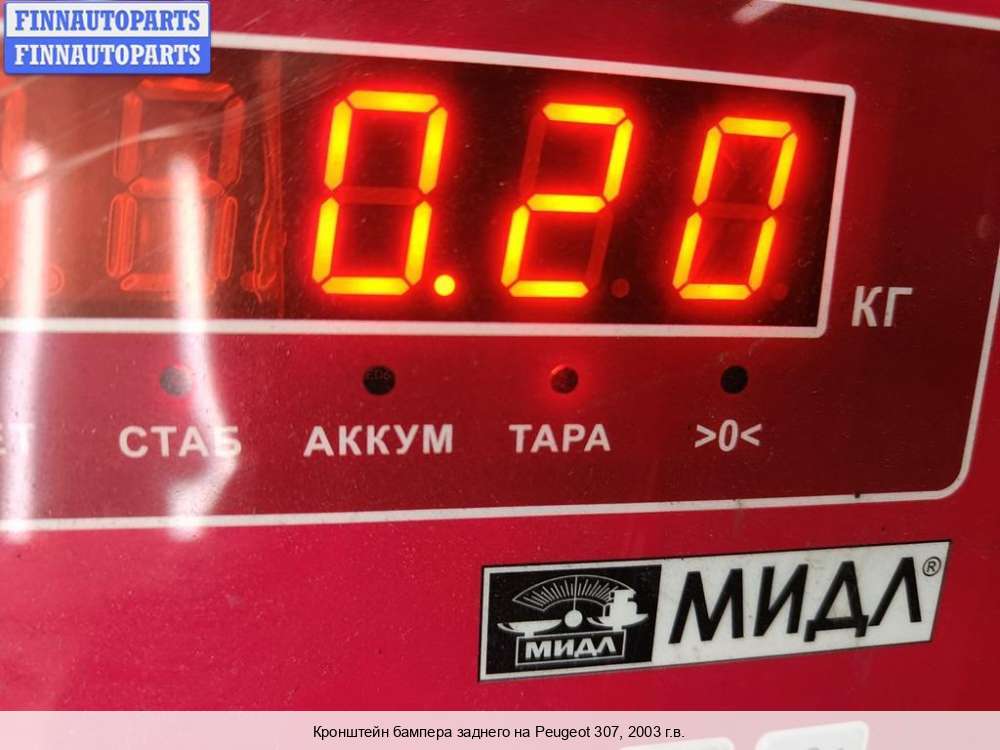 FINNAUTOPARTS
FINNAUTOPARTS
0.20
КГ
СТАБ АККУМ ТАРА >0<
МИДЛ МИДЛ®
Кронштейн бампера заднего на Peugeot 307, 2003 г.в.